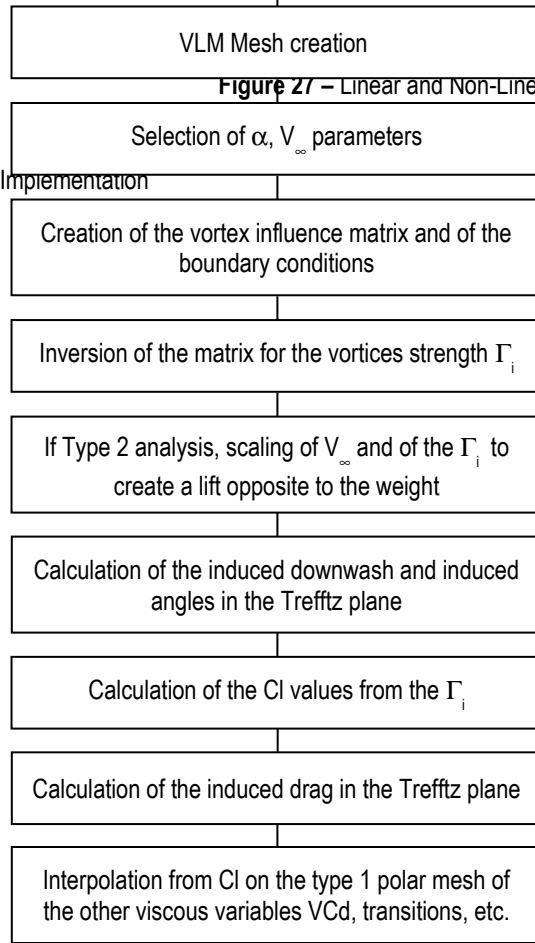 VLM Mesh creation
Figure 27 – Linear and Non-Line
Selection of α, V∞ parameters
Implementation
Creation of the vortex influence matrix and of the
boundary conditions
Inversion of the matrix for the vortices strength Γi
If Type 2 analysis, scaling of V∞ and of the Γi to
create a lift opposite to the weight
Calculation of the induced downwash and induced
angles in the Trefftz plane
Calculation of the Cl values from the Γi
Calculation of the induced drag in the Trefftz plane
Interpolation from Cl on the type 1 polar mesh of
the other viscous variables VCd, transitions, etc.